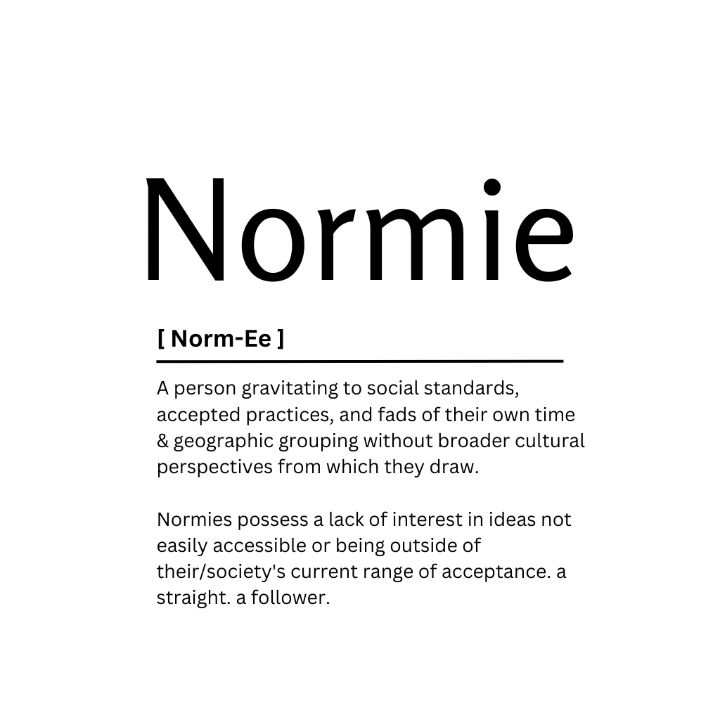 Normie
[ Norm-Ee ]
A person gravitating to social standards,
accepted practices, and fads of their own time
& geographic grouping without broader cultural
perspectives from which they draw.
Normies possess a lack of interest in ideas not
easily accessible or being outside of
their/society's current range of acceptance. a
straight. a follower.